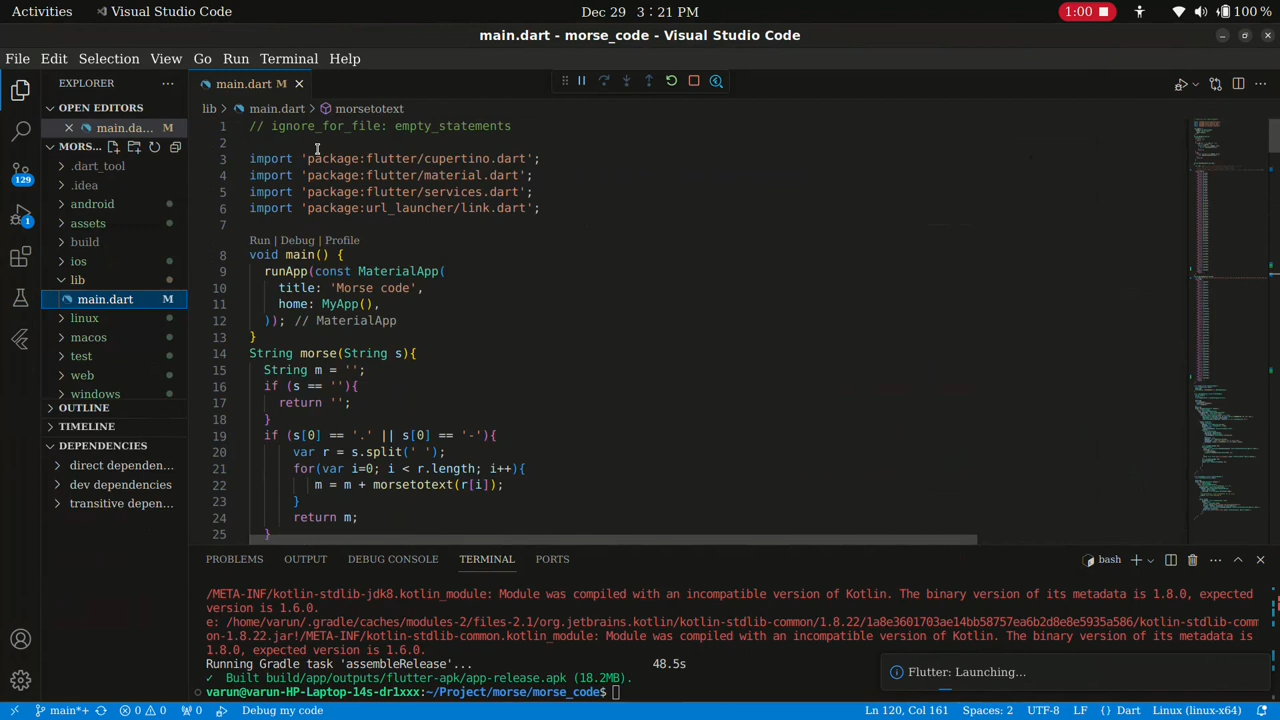 Activities
Visual Studio Code
Dec 29 3:21 PM
1:00
100 %
main.dart - morse_code - Visual Studio Code
File Edit Selection View Run Terminal Help
EXPLORER
main.dart M
OPEN EDITORS
main.da... M
lib > main.dart > morsetotext
MORS...
.dart_tool
.idea
android
assets
build
ios
lib
main.dart M
linux
macos
test
web
windows
OUTLINE
TIMELINE
DEPENDENCIES
direct dependen...
dev dependencies
transitive depen...
129
1
1 // ignore_for_file: empty_statements
2
3 import 'package:flutter/cupertino.dart';
4 import 'package:flutter/material.dart';
5 import 'package:flutter/services.dart';
6 import 'package:url_launcher/link.dart';
7
Run | Debug | Profile
8 void main() {
9 runApp(const MaterialApp(
10 title: 'Morse code',
11 home: MyApp(),
12 )); // MaterialApp
13 }
14 String morse(String s){
15 String m = '';
16 if (s == ''){
17 return '';
18 }
19 if (s[0] == '.' || s[0] == '-'){
20 var r = s.split(' ');
21 for(var i=0; i < r.length; i++){
22 m = m + morsetotext(r[i]);
23 }
24 return m;
25 }
PROBLEMS OUTPUT DEBUG CONSOLE TERMINAL PORTS
bash
/META-INF/kotlin-stdlib-jdk8.kotlin_module: Module was compiled with an incompatible version of Kotlin. The binary version of its metadata is 1.8.0, expected
version is 1.6.0.
e: /home/varun/.gradle/caches/modules-2/files-2.1/org.jetbrains.kotlin/kotlin-stdlib-common/1.8.22/1a8e3601703ae14bb58757ea6b2d8e8e5935a586/kotlin-stdlib-comm
on-1.8.22.jar!/META-INF/kotlin-stdlib-common.kotlin_module: Module was compiled with an incompatible version of Kotlin. The binary version of its metadata is
1.8.0, expected version is 1.6.0.
Running Gradle task 'assembleRelease'... 48.5s
✓ Built build/app/outputs/flutter-apk/app-release.apk (18.2MB).
varun@varun-HP-Laptop-14s-dr1xxx:~/Project/morse/morse_code$
Flutter: Launching...
main*+
0 0
0
Debug my code
Ln 120, Col 161
Spaces: 2
UTF-8
LF
{} Dart
Linux (linux-x64)